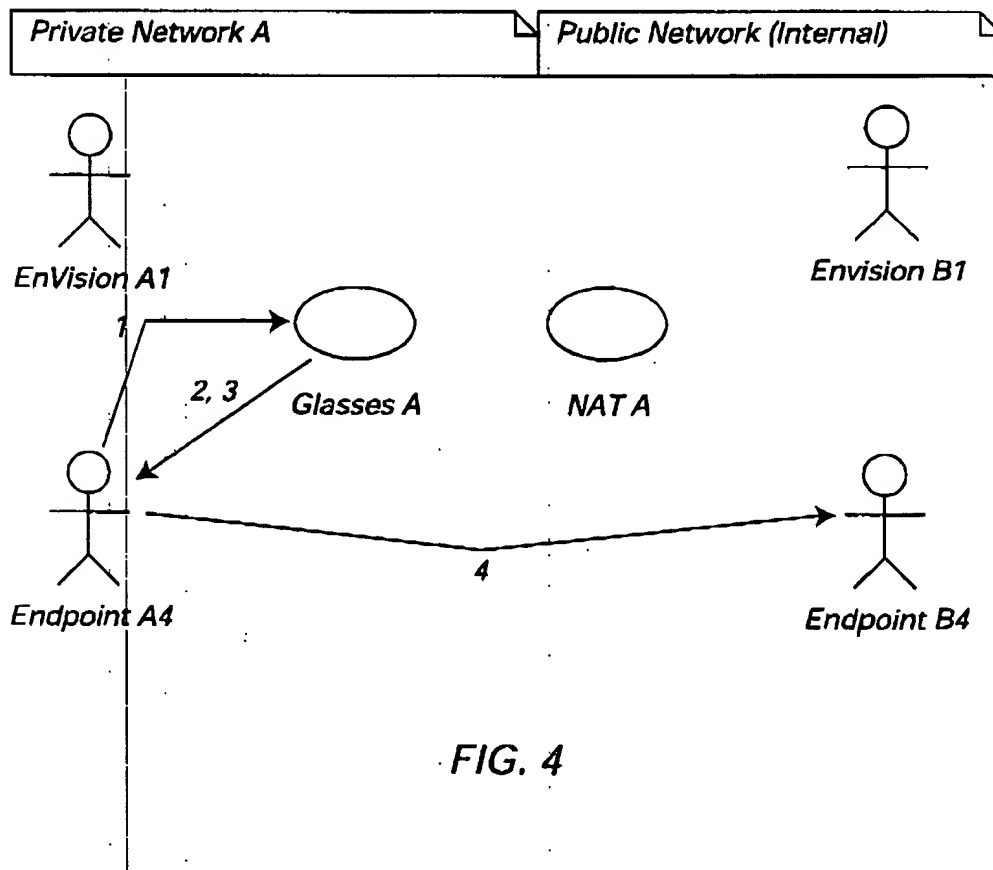 Private Network A
Public Network (Internal)
EnVision A1
Envision B1
1
2, 3
Glasses A
NAT A
4
Endpoint A4
Endpoint B4
FIG. 4